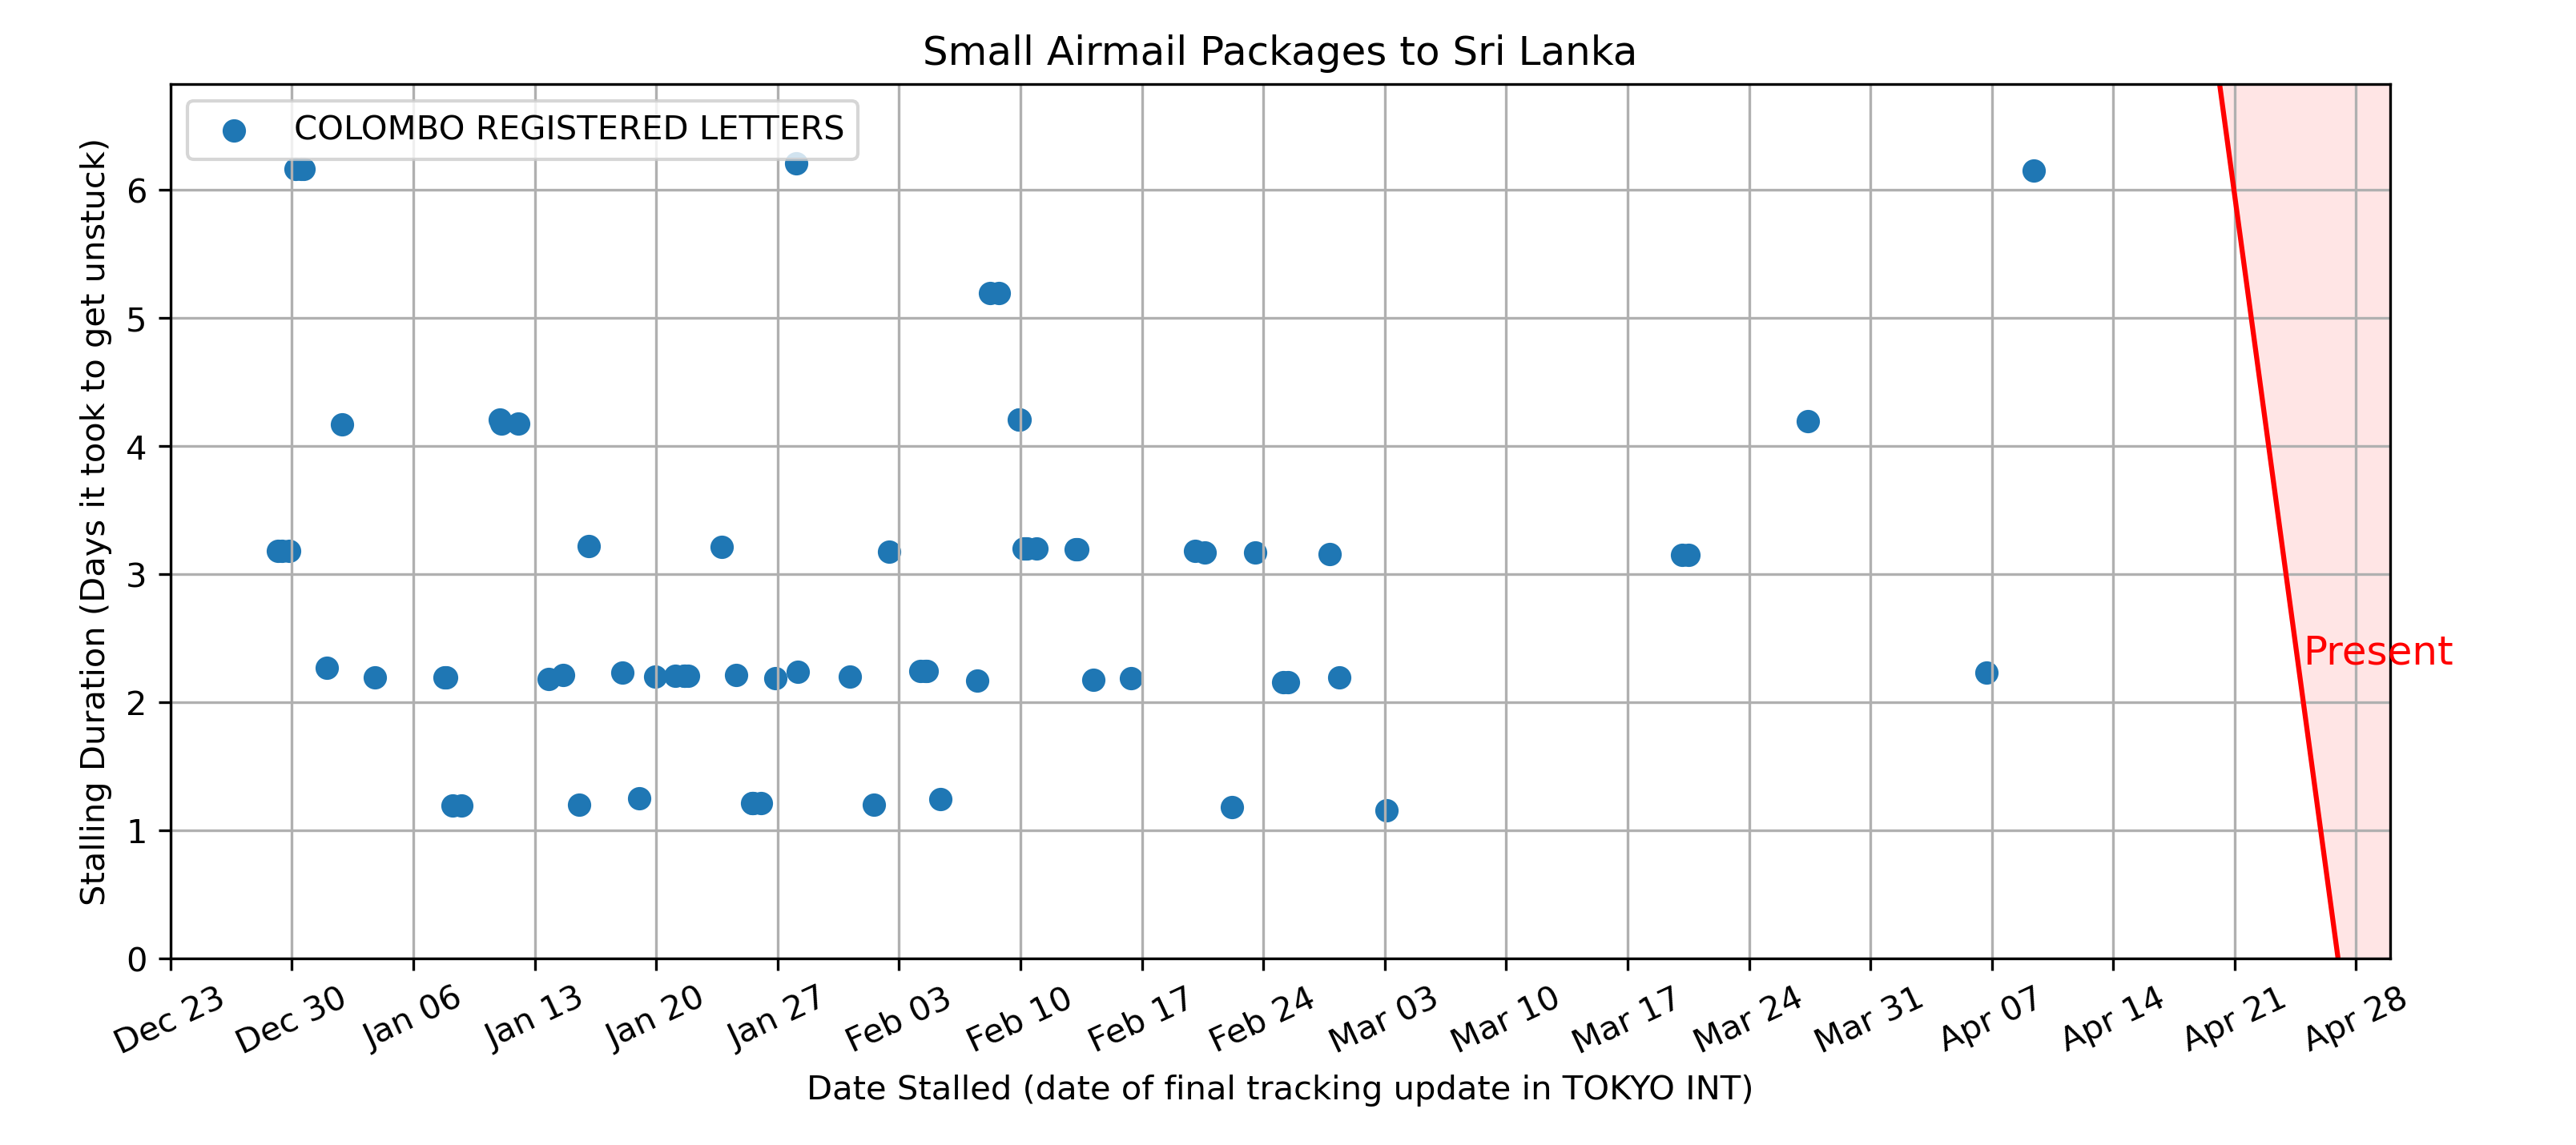 Small Airmail Packages to Sri Lanka
COLOMBO REGISTERED LETTERS
Stalling Duration (Days it took to get unstuck)
6
5
4
3
2
1
0
Present
Dec 23
Dec 30
Jan 06
Jan 13
Jan 20
Jan 27
Feb 03
Feb 10
Feb 17
Feb 24
Mar 03
Mar 10
Mar 17
Mar 24
Mar 31
Apr 07
Apr 14
Apr 21
Apr 28
Date Stalled (date of final tracking update in TOKYO INT)